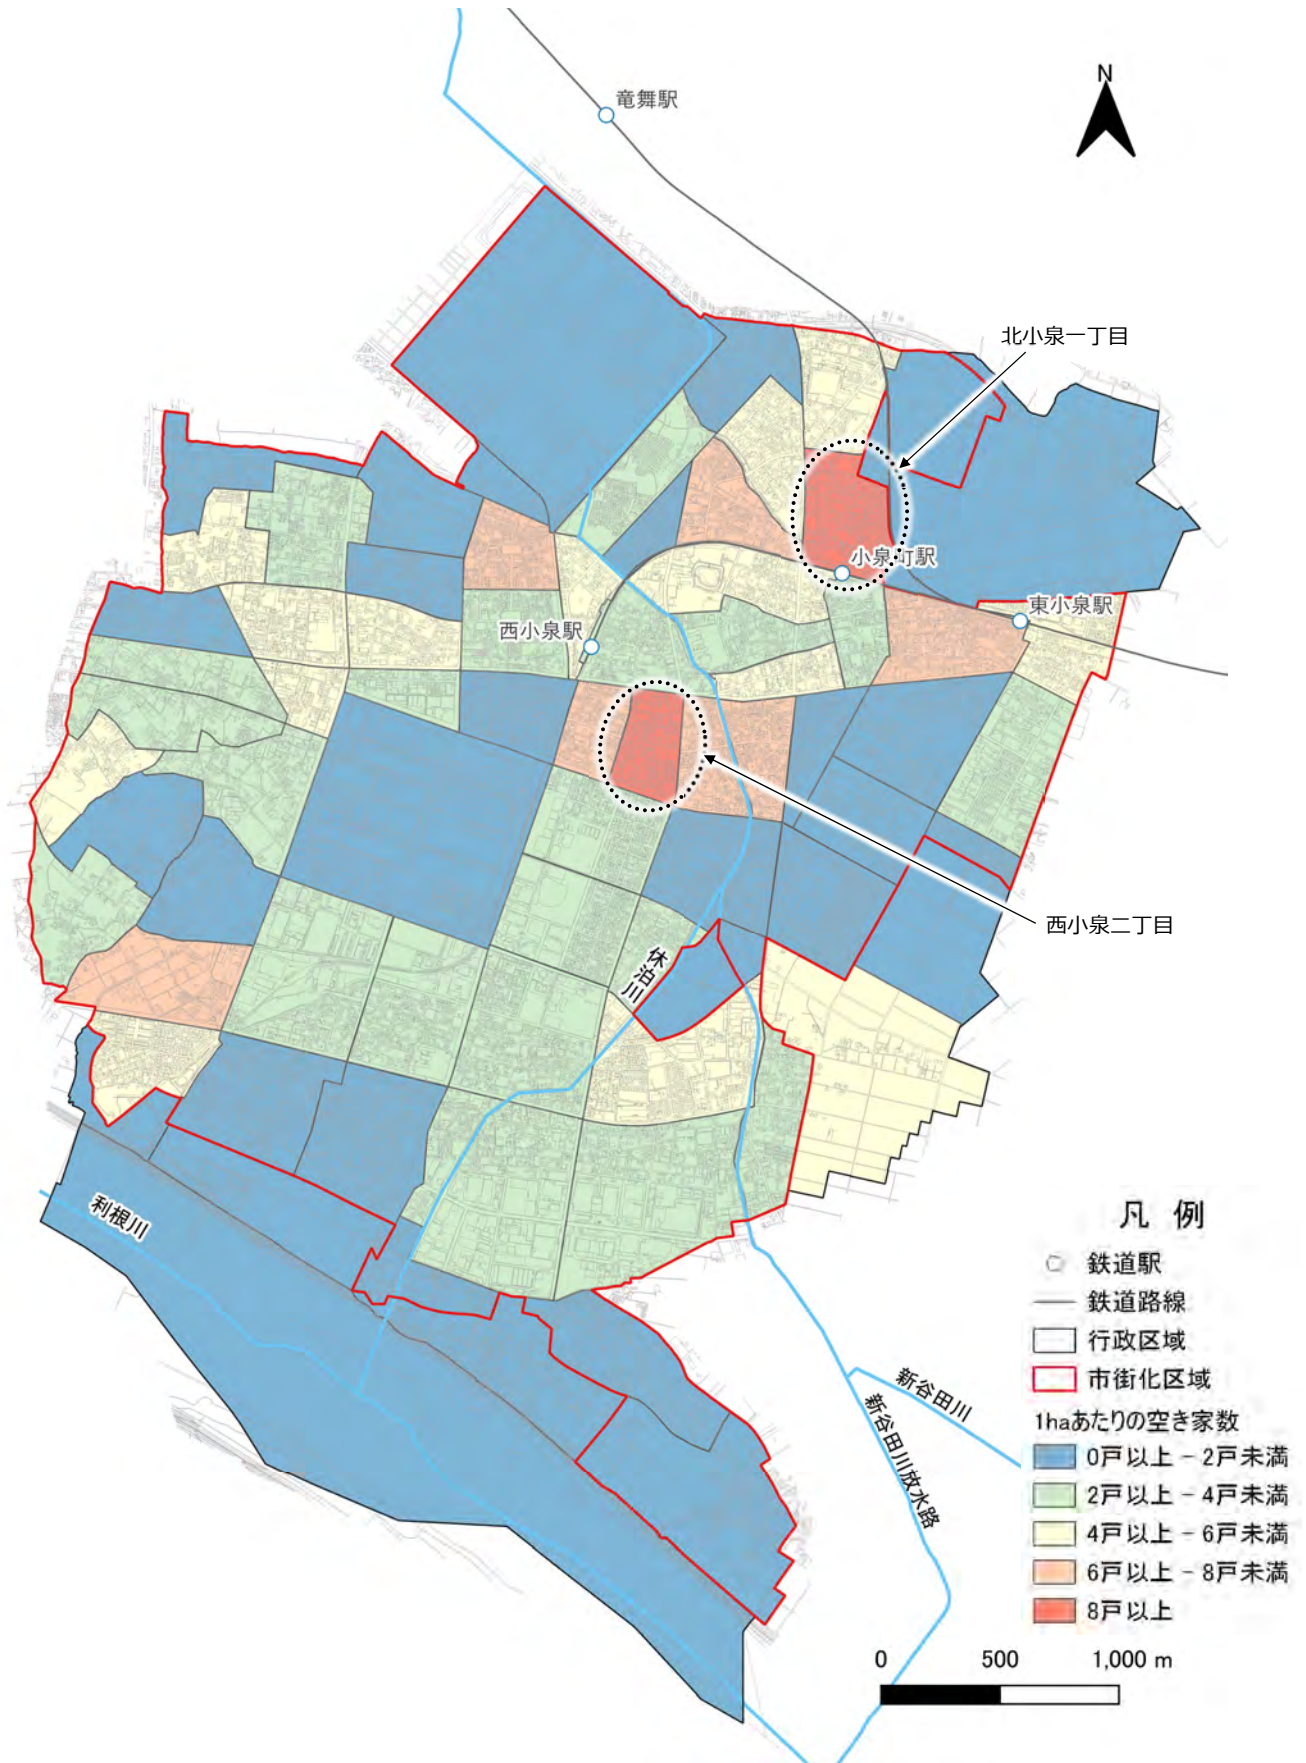 N
竜舞駅
北小泉一丁目
小泉町駅
東小泉駅
西小泉駅
西小泉二丁目
休泊川
利根川
新谷田川
新谷田川放水路
凡 例
鉄道駅
鉄道路線
行政区域
市街化区域
1haあたりの空き家数
0戸以上 - 2戸未満
2戸以上 - 4戸未満
4戸以上 - 6戸未満
6戸以上 - 8戸未満
8戸以上
0 500 1,000 m